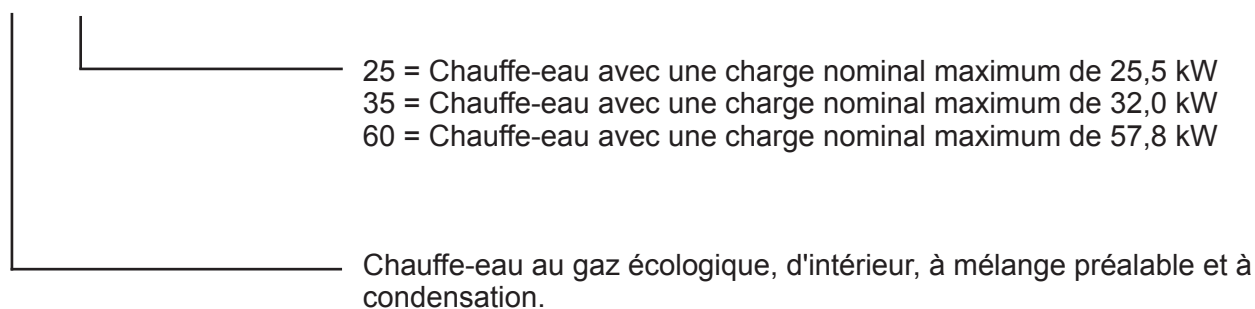 25 = Chauffe-eau avec une charge nominal maximum de 25,5 kW
35 = Chauffe-eau avec une charge nominal maximum de 32,0 kW
60 = Chauffe-eau avec une charge nominal maximum de 57,8 kW
Chauffe-eau au gaz écologique, d'intérieur, à mélange préalable et à
condensation.